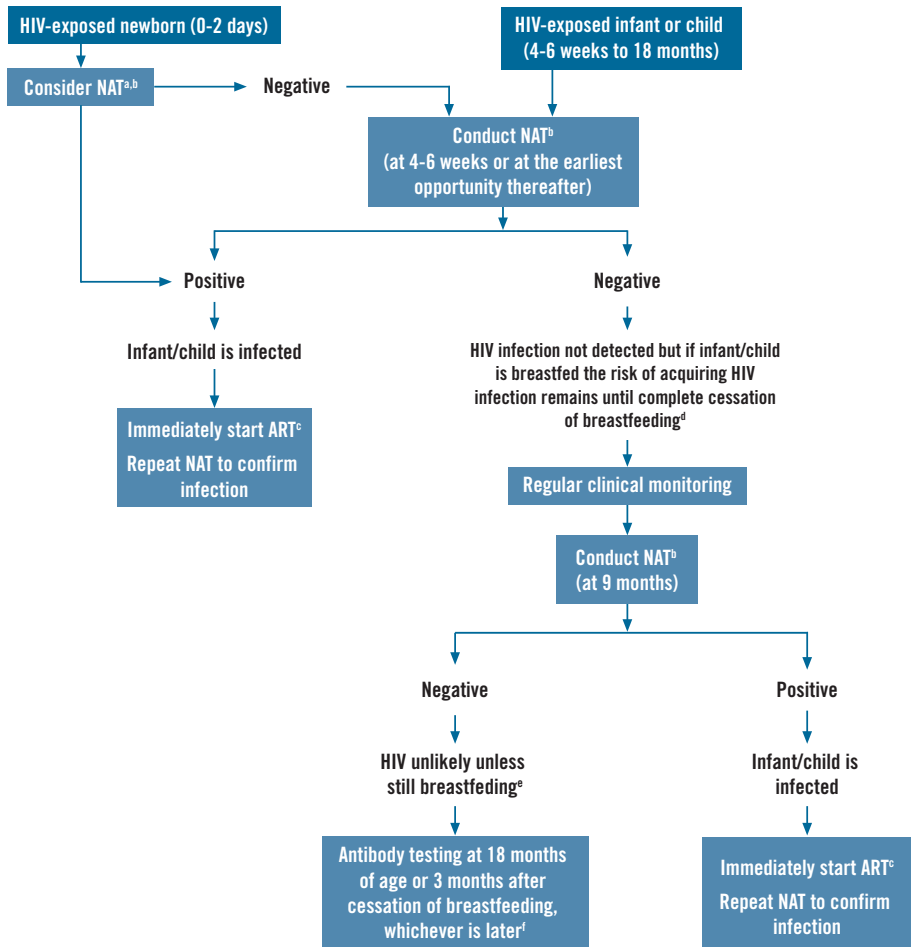 HIV-exposed newborn (0-2 days)
HIV-exposed infant or child
(4-6 weeks to 18 months)
Consider NATᵃ,ᵇ
Negative
Conduct NATᵇ
(at 4-6 weeks or at the earliest
opportunity thereafter)
Positive
Negative
Infant/child is infected
HIV infection not detected but if infant/child
is breastfed the risk of acquiring HIV
infection remains until complete cessation
of breastfeedingᵈ
Immediately start ARTᶜ
Repeat NAT to confirm
infection
Regular clinical monitoring
Conduct NATᵇ
(at 9 months)
Negative
Positive
HIV unlikely unless
still breastfedingᵉ
Infant/child is
infected
Antibody testing at 18 months
of age or 3 months after
cessation of breastfeeding,
whichever is laterᶠ
Immediately start ARTᶜ
Repeat NAT to confirm
infection